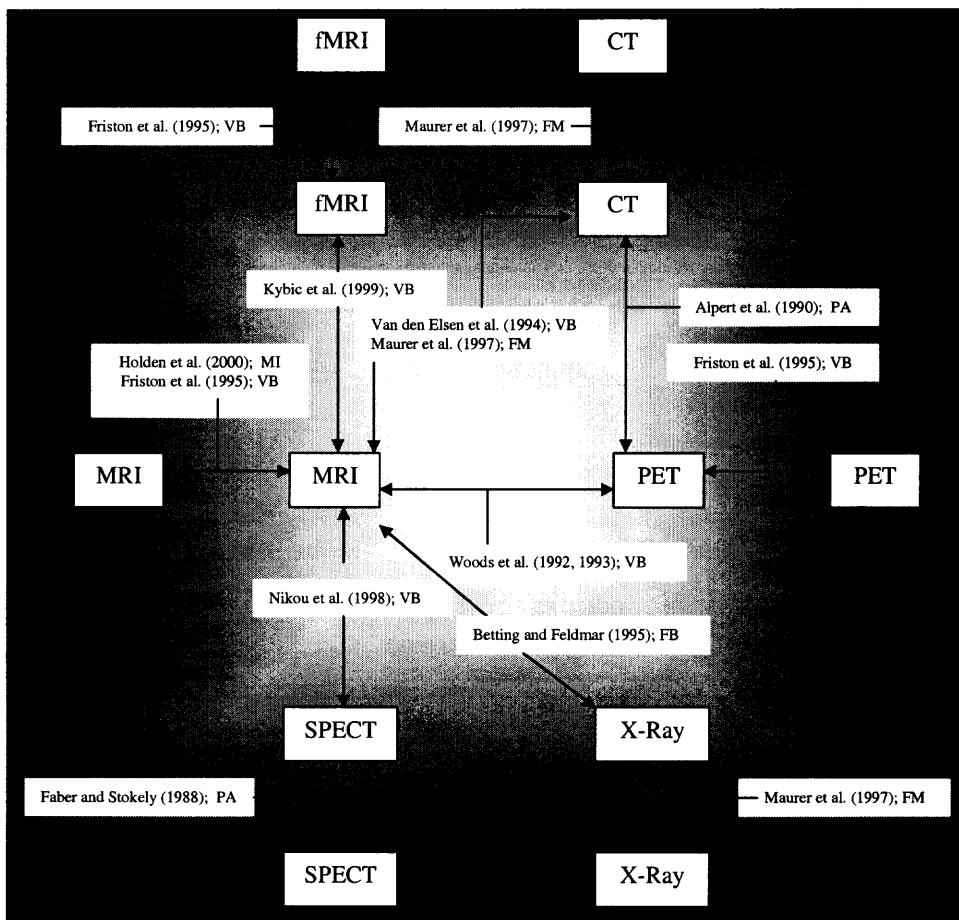 fMRI
CT
Friston et al. (1995); VB
Maurer et al. (1997); FM
fMRI
CT
Kybic et al. (1999); VB
Alpert et al. (1990); PA
Van den Elsen et al. (1994); VB
Maurer et al. (1997); FM
Holden et al. (2000); MI
Friston et al. (1995); VB
Friston et al. (1995); VB
MRI
MRI
PET
PET
Woods et al. (1992, 1993); VB
Nikou et al. (1998); VB
Betting and Feldmar (1995); FB
SPECT
X-Ray
Faber and Stokely (1988); PA
Maurer et al. (1997); FM
SPECT
X-Ray